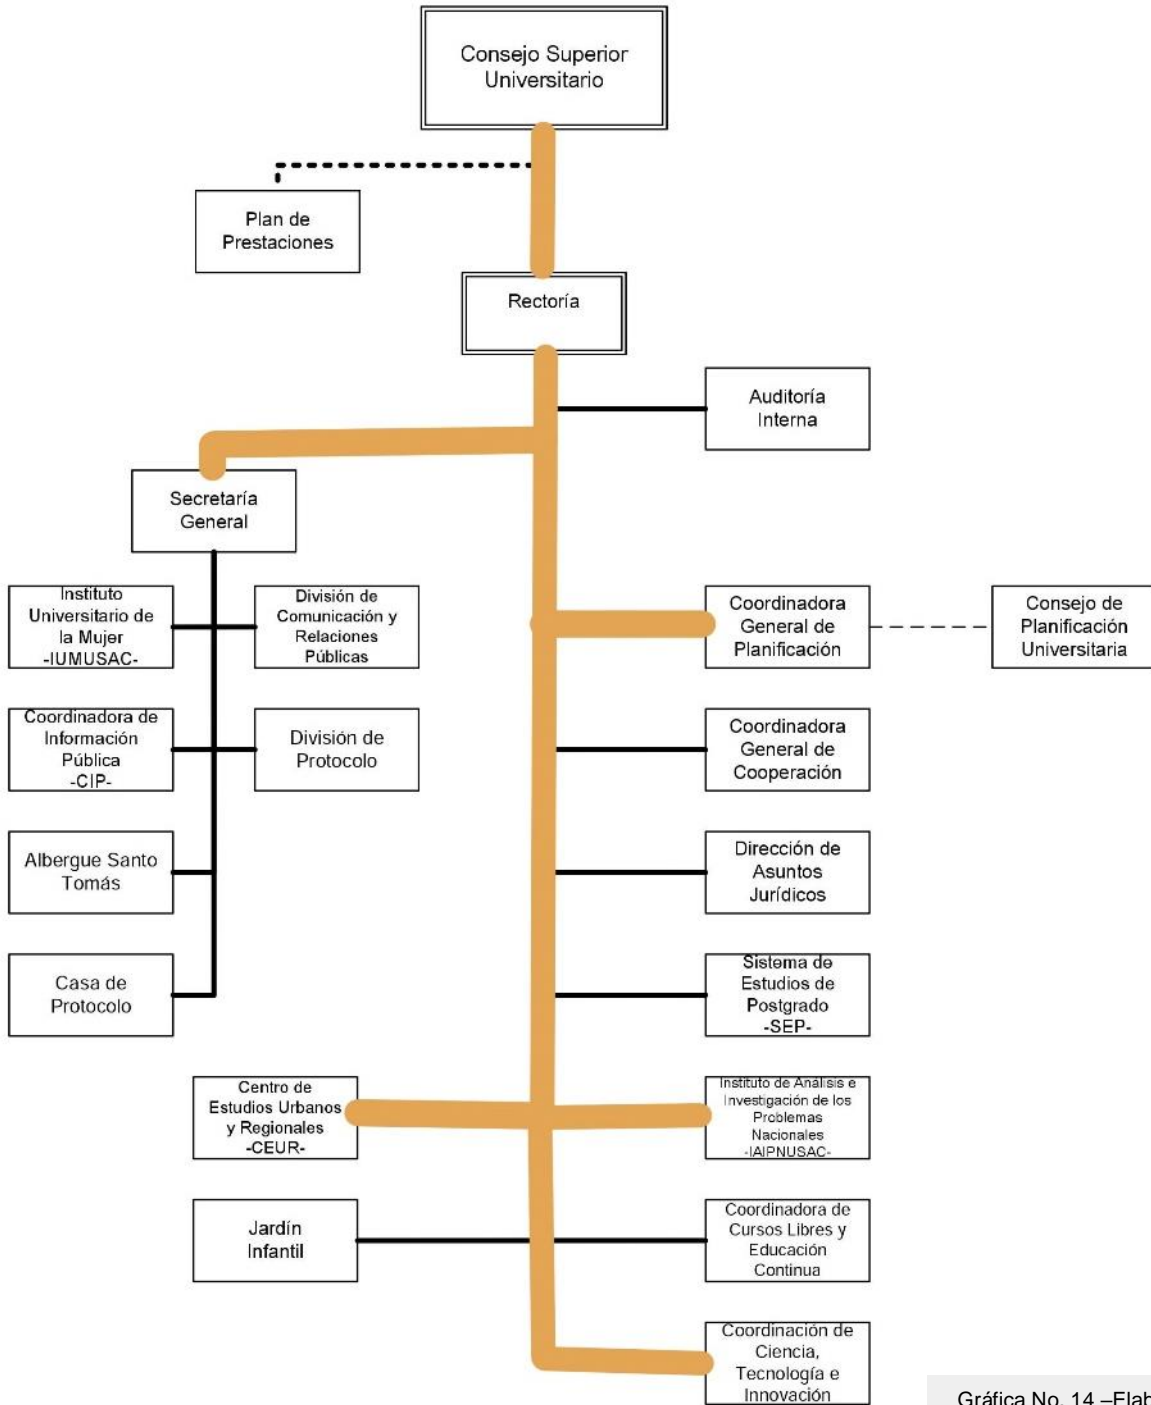 Consejo Superior
Universitario
Plan de
Prestaciones
Rectoría
Auditoría
Interna
Secretaría
General
Instituto
Universitario de
la Mujer
-IUMUSAC-
División de
Comunicación y
Relaciones
Públicas
Coordinadora
General de
Planificación
Consejo de
Planificación
Universitaria
Coordinadora de
Información
Pública
-CIP-
División de
Protocolo
Coordinadora
General de
Cooperación
Albergue Santo
Tomás
Dirección de
Asuntos
Jurídicos
Casa de
Protocolo
Sistema de
Estudios de
Postgrado
-SEP-
Centro de
Estudios Urbanos
y Regionales
-CEUR-
Instituto de Análisis e
Investigación de los
Problemas
Nacionales
-IAIPNUSAC-
Jardín
Infantil
Coordinadora de
Cursos Libres y
Educación
Continua
Coordinación de
Ciencia,
Tecnología e
Innovación
Gráfica No. 14 –Elab